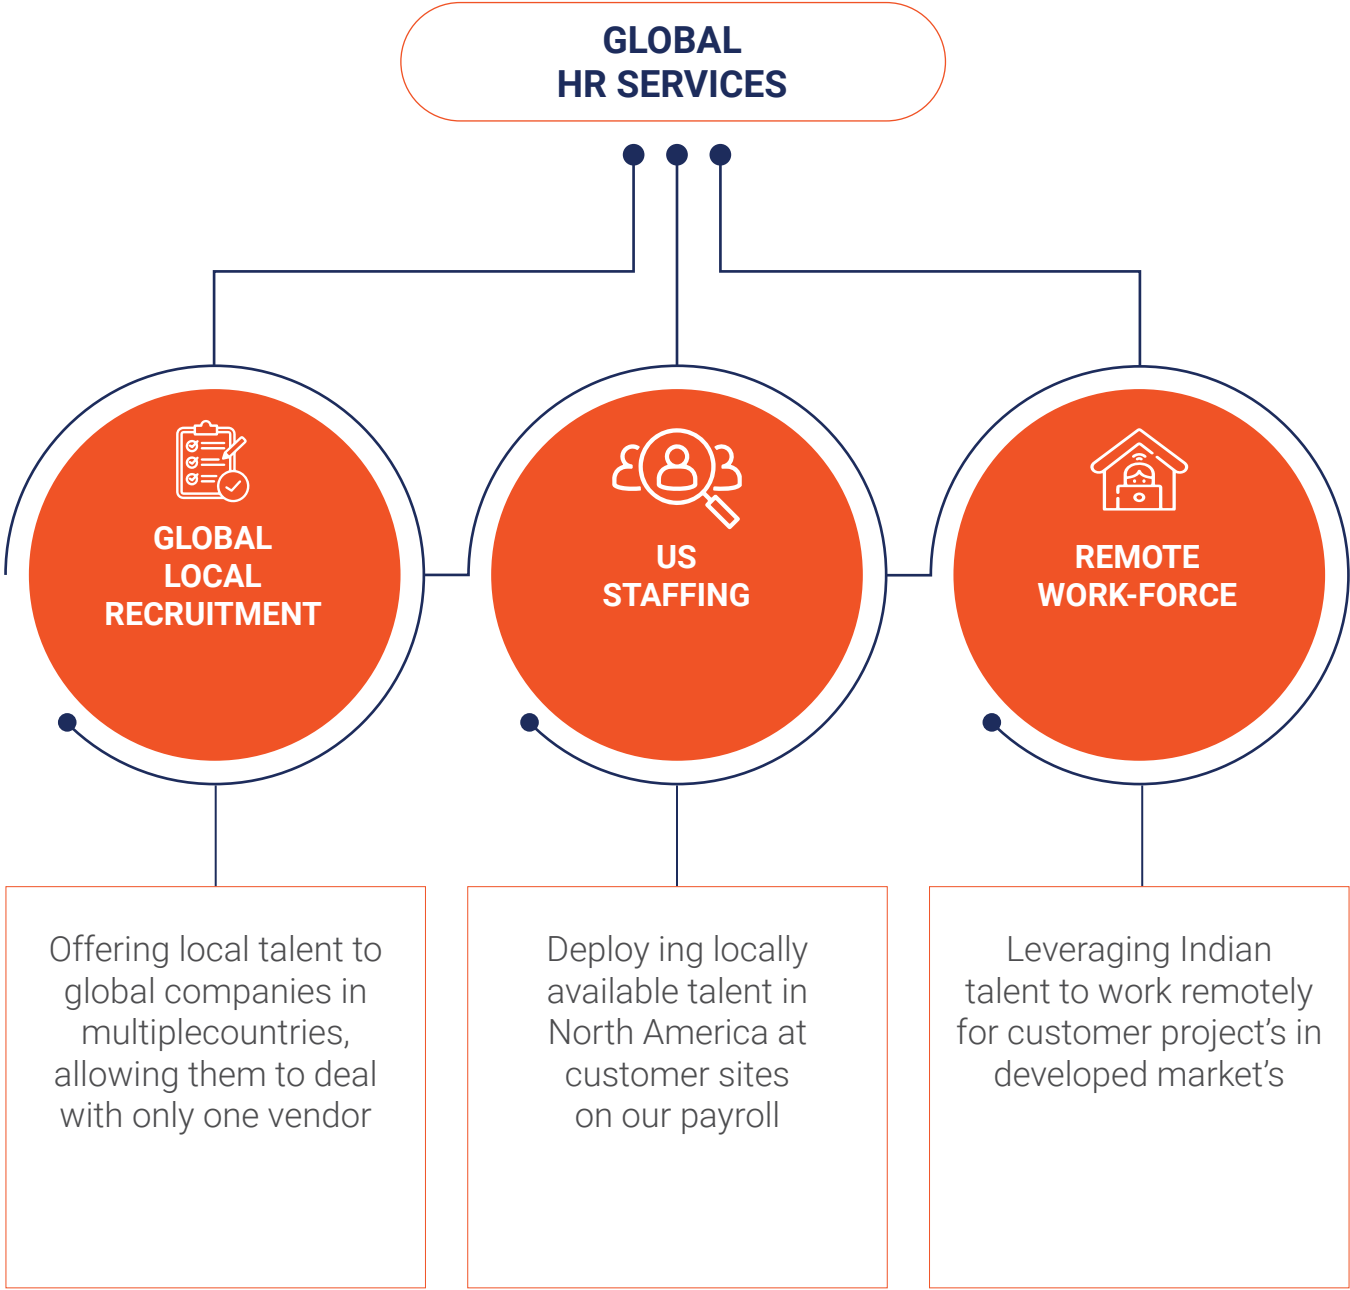 GLOBAL
HR SERVICES
GLOBAL
LOCAL
RECRUITMENT
US
STAFFING
REMOTE
WORK-FORCE
Offering local talent to
global companies in
multiplecountries,
allowing them to deal
with only one vendor
Deploy ing locally
available talent in
North America at
customer sites
on our payroll
Leveraging Indian
talent to work remotely
for customer project's in
developed market's